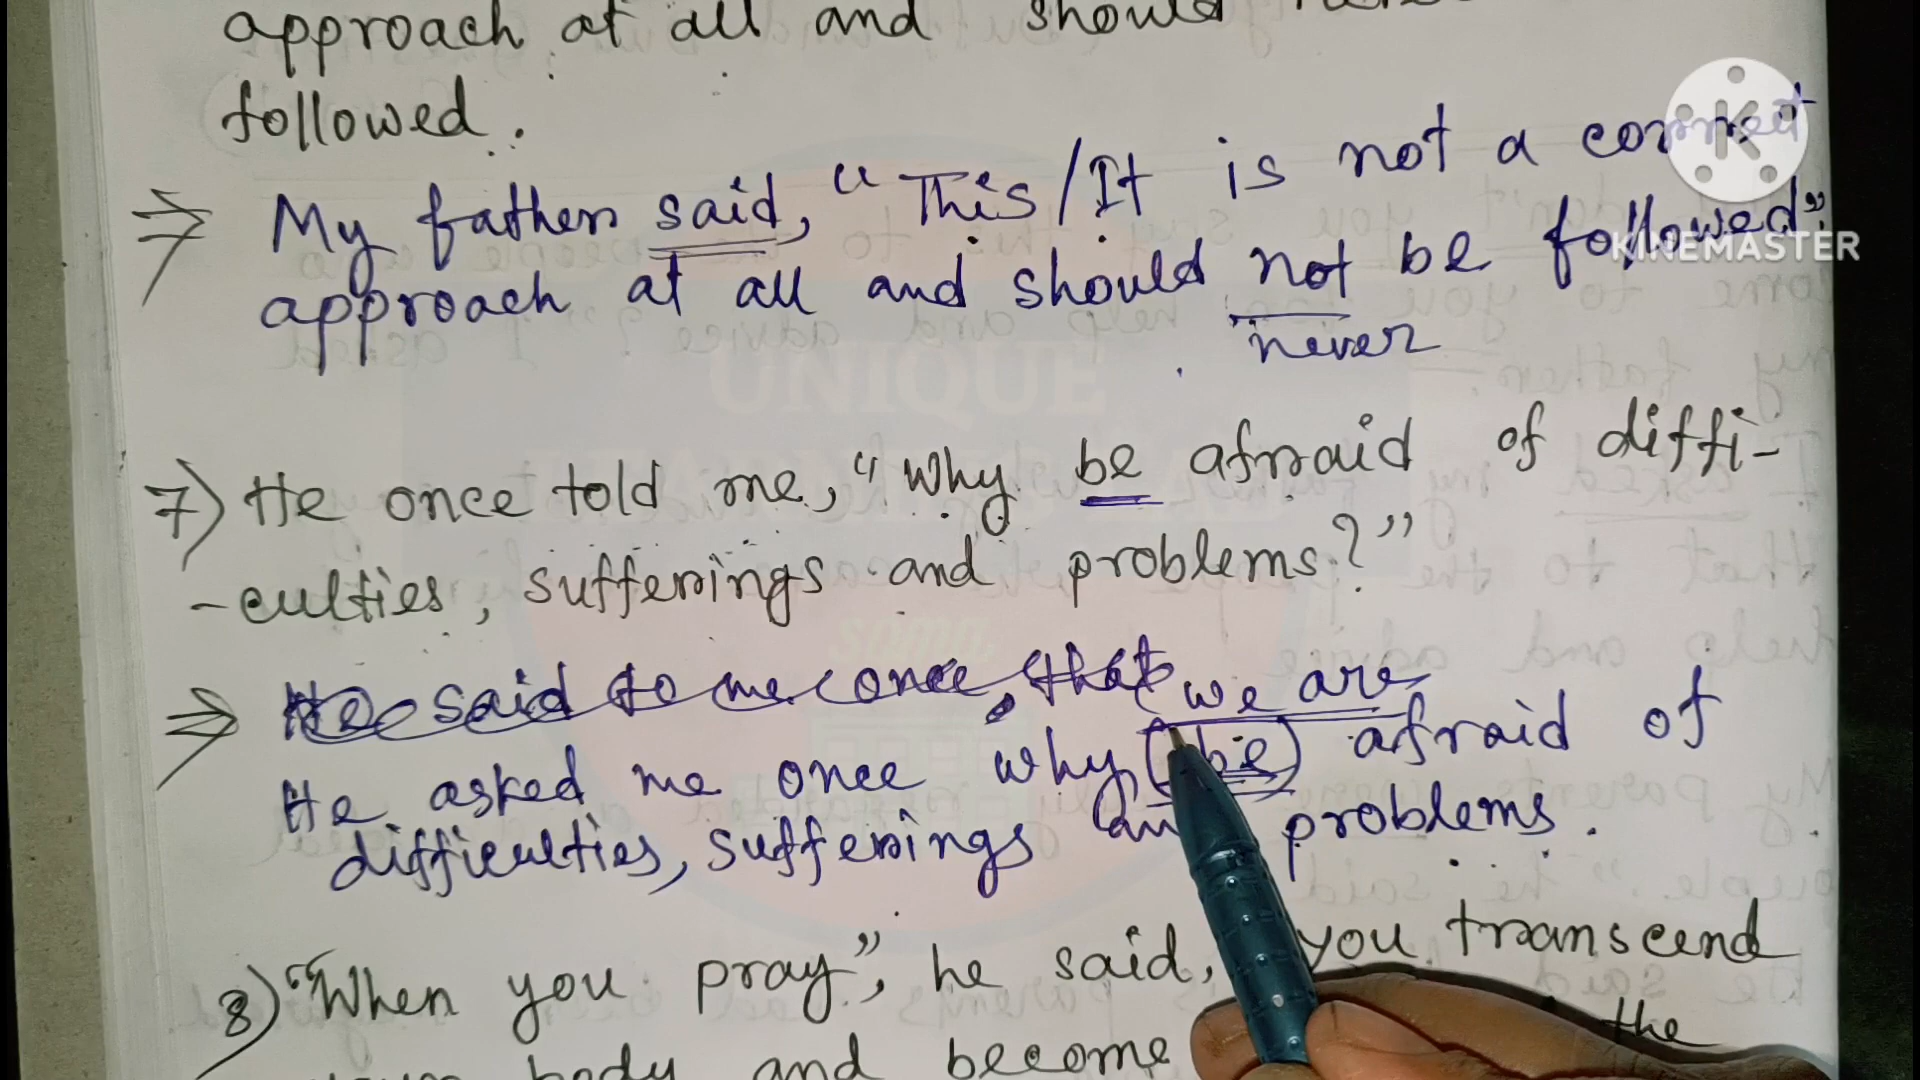 approach at all and should
followed.
⇒ My father said, "This/It is not a correct
approach at all and should not be followed".
never
7) He once told me, "Why be afraid of diffi-
-culties, sufferings and problems?"
⇒ He said to me once, that we are
He asked me once why (be) afraid of
difficulties, sufferings and problems.
8) "When you pray", he said, you transcend
body and become the
KINEMASTER
UNIQUE